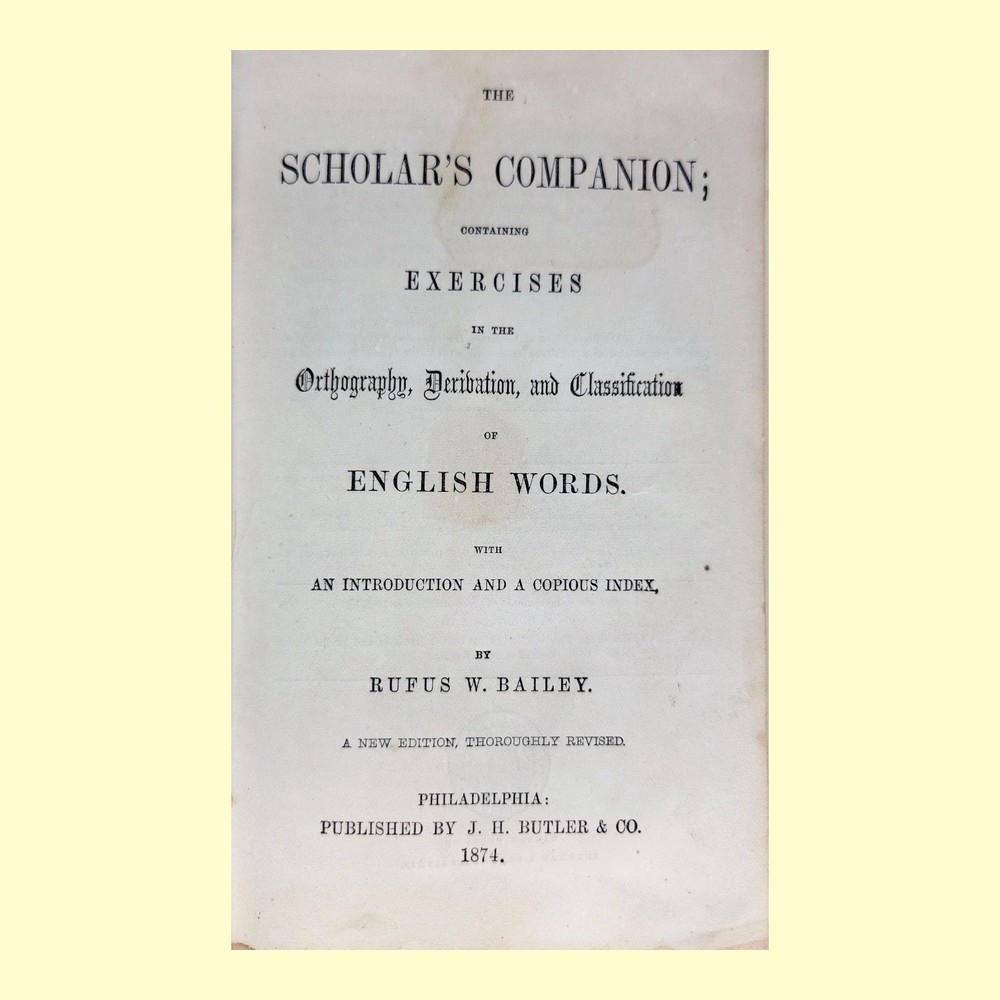 THE
SCHOLAR'S COMPANION;
CONTAINING
EXERCISES
IN THE
Orthography, Derivation, and Classification
OF
ENGLISH WORDS.
WITH
AN INTRODUCTION AND A COPIOUS INDEX,
BY
RUFUS W. BAILEY.
A NEW EDITION, THOROUGHLY REVISED.
PHILADELPHIA:
PUBLISHED BY J. H. BUTLER & CO.
1874.